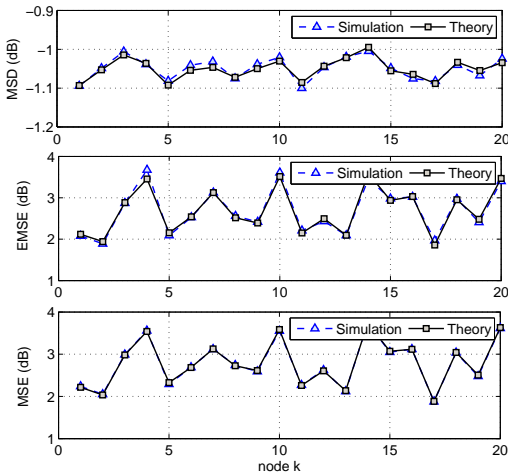 −0.9
−1
−1.1
−1.2
MSD (dB)
Simulation
Theory
0
5
10
15
20
4
3
2
1
EMSE (dB)
Simulation
Theory
0
5
10
15
20
4
3
2
1
MSE (dB)
Simulation
Theory
0
5
10
15
20
node k